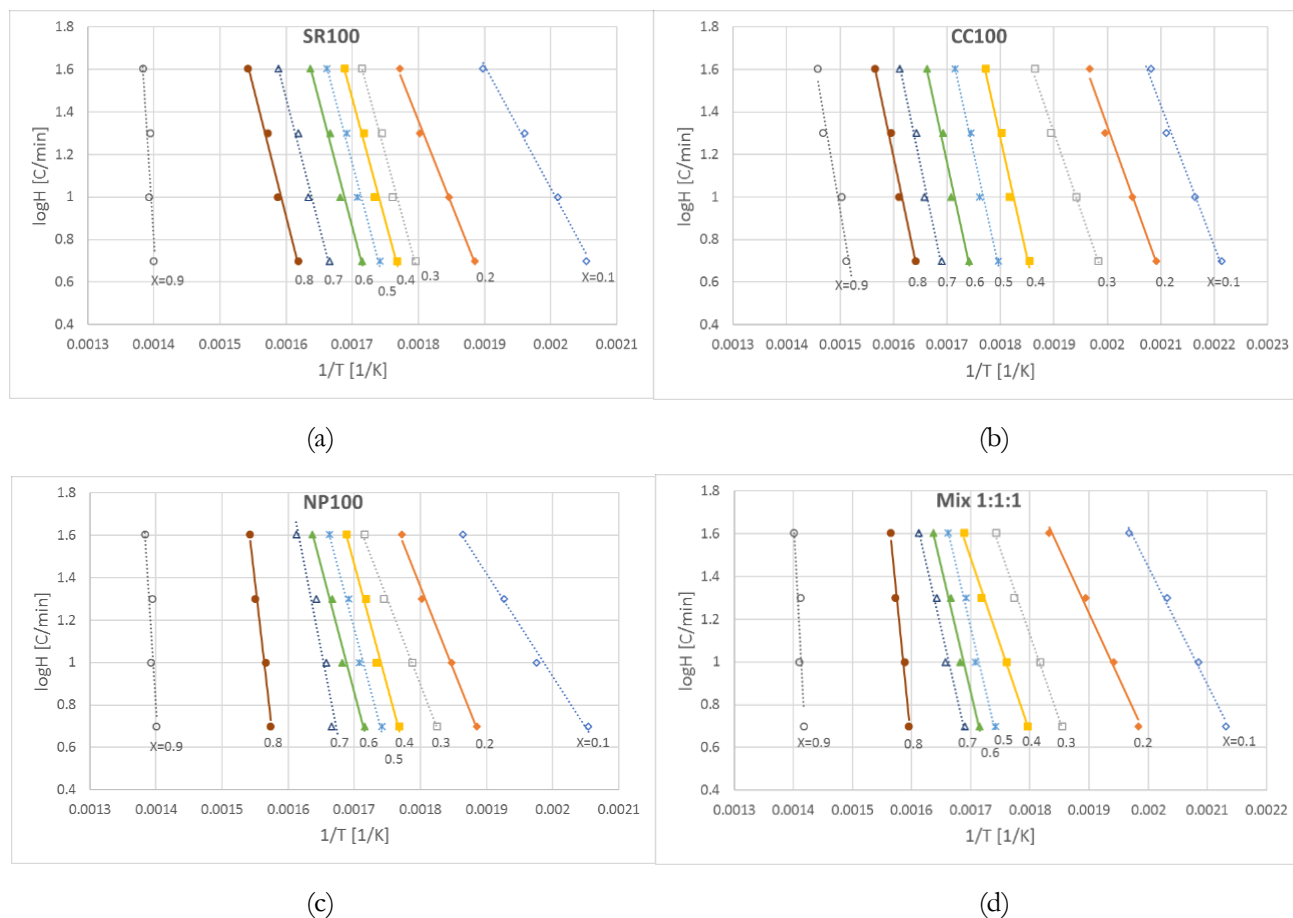 SR100
logH [C/min]
1.8
1.6
1.4
1.2
1
0.8
0.6
0.4
X=0.9 0.8 0.7 0.6 0.5 0.4 0.3 0.2 X=0.1
0.0013 0.0014 0.0015 0.0016 0.0017 0.0018 0.0019 0.002 0.0021
1/T [1/K]
(a)
CC100
logH [C/min]
1.8
1.6
1.4
1.2
1
0.8
0.6
0.4
X=0.9 0.8 0.7 0.6 0.5 0.4 0.3 0.2 X=0.1
0.0013 0.0014 0.0015 0.0016 0.0017 0.0018 0.0019 0.002 0.0021 0.0022 0.0023
1/T [1/K]
(b)
NP100
logH [C/min]
1.8
1.6
1.4
1.2
1
0.8
0.6
0.4
X=0.9 0.8 0.7 0.6 0.5 0.4 0.3 0.2 X=0.1
0.0013 0.0014 0.0015 0.0016 0.0017 0.0018 0.0019 0.002 0.0021
1/T [1/K]
(c)
Mix 1:1:1
logH [C/min]
1.8
1.6
1.4
1.2
1
0.8
0.6
0.4
X=0.9 0.8 0.7 0.6 0.5 0.4 0.3 0.2 X=0.1
0.0013 0.0014 0.0015 0.0016 0.0017 0.0018 0.0019 0.002 0.0021 0.0022
1/T [1/K]
(d)